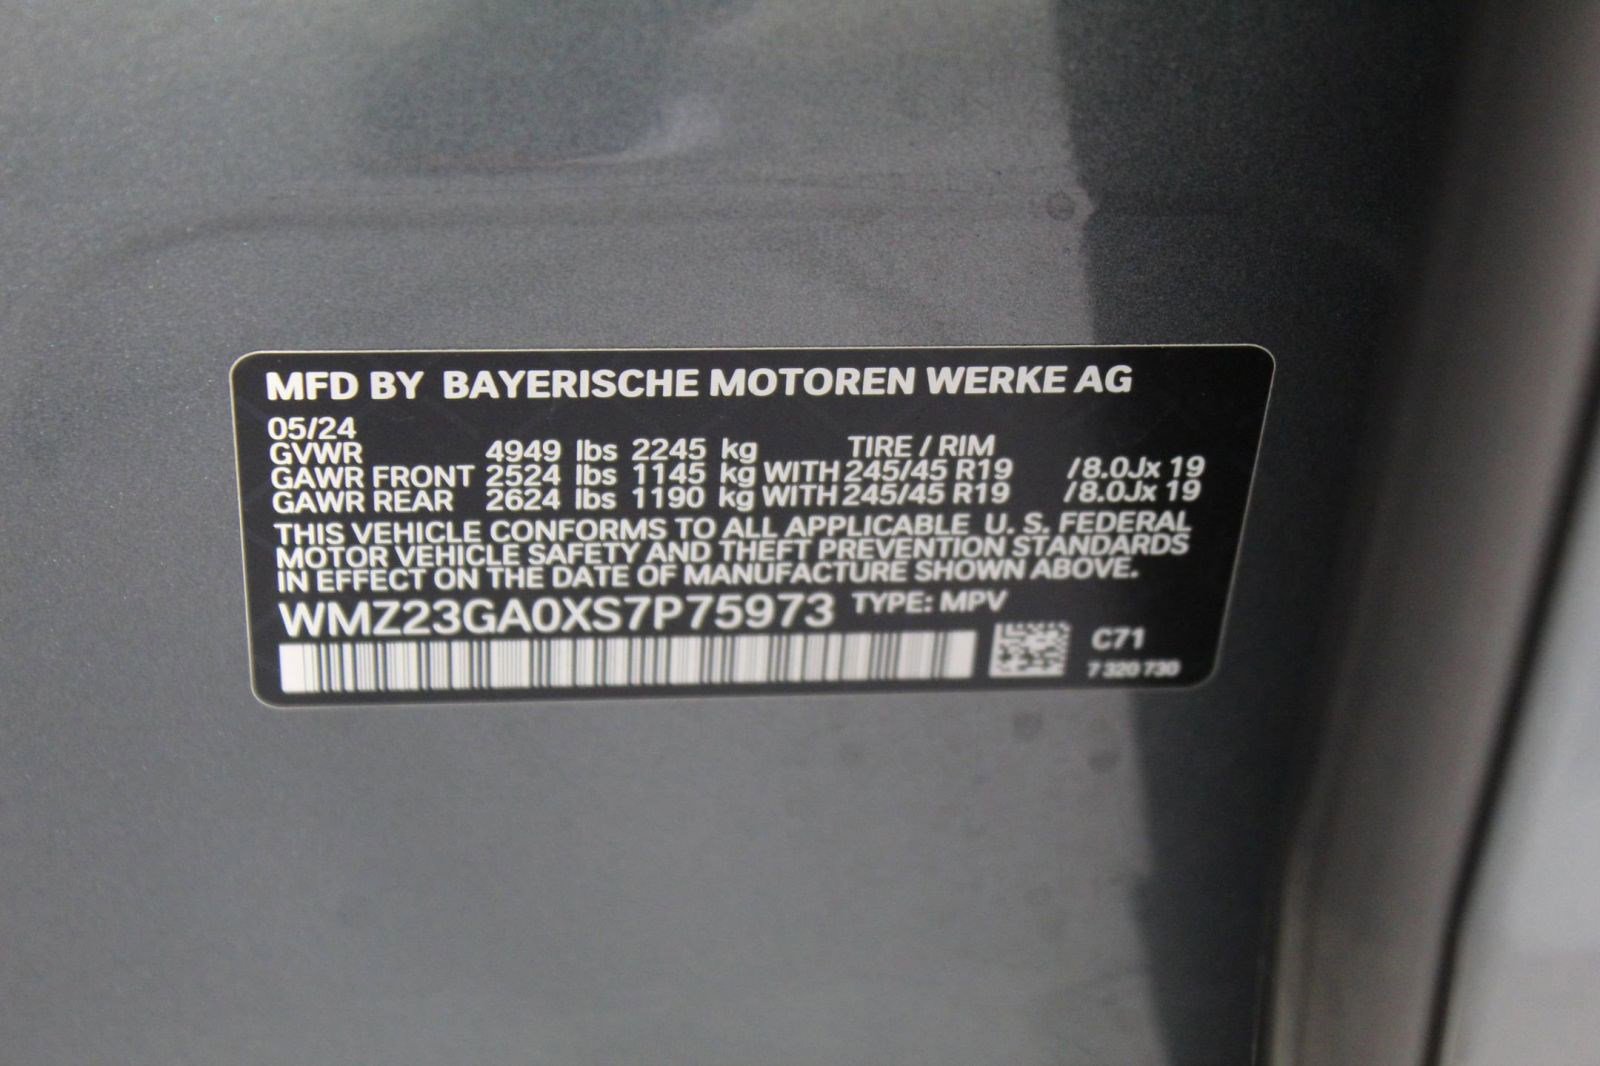 MFD BY BAYERISCHE MOTOREN WERKE AG
05/24
GVWR 4949 lbs 2245 kg TIRE / RIM
GAWR FRONT 2524 lbs 1145 kg WITH 245/45 R19 /8.0Jx 19
GAWR REAR 2624 lbs 1190 kg WITH 245/45 R19 /8.0Jx 19
THIS VEHICLE CONFORMS TO ALL APPLICABLE U. S. FEDERAL
MOTOR VEHICLE SAFETY AND THEFT PREVENTION STANDARDS
IN EFFECT ON THE DATE OF MANUFACTURE SHOWN ABOVE.
WMZ23GA0XS7P75973 TYPE: MPV
C71
7 320 730